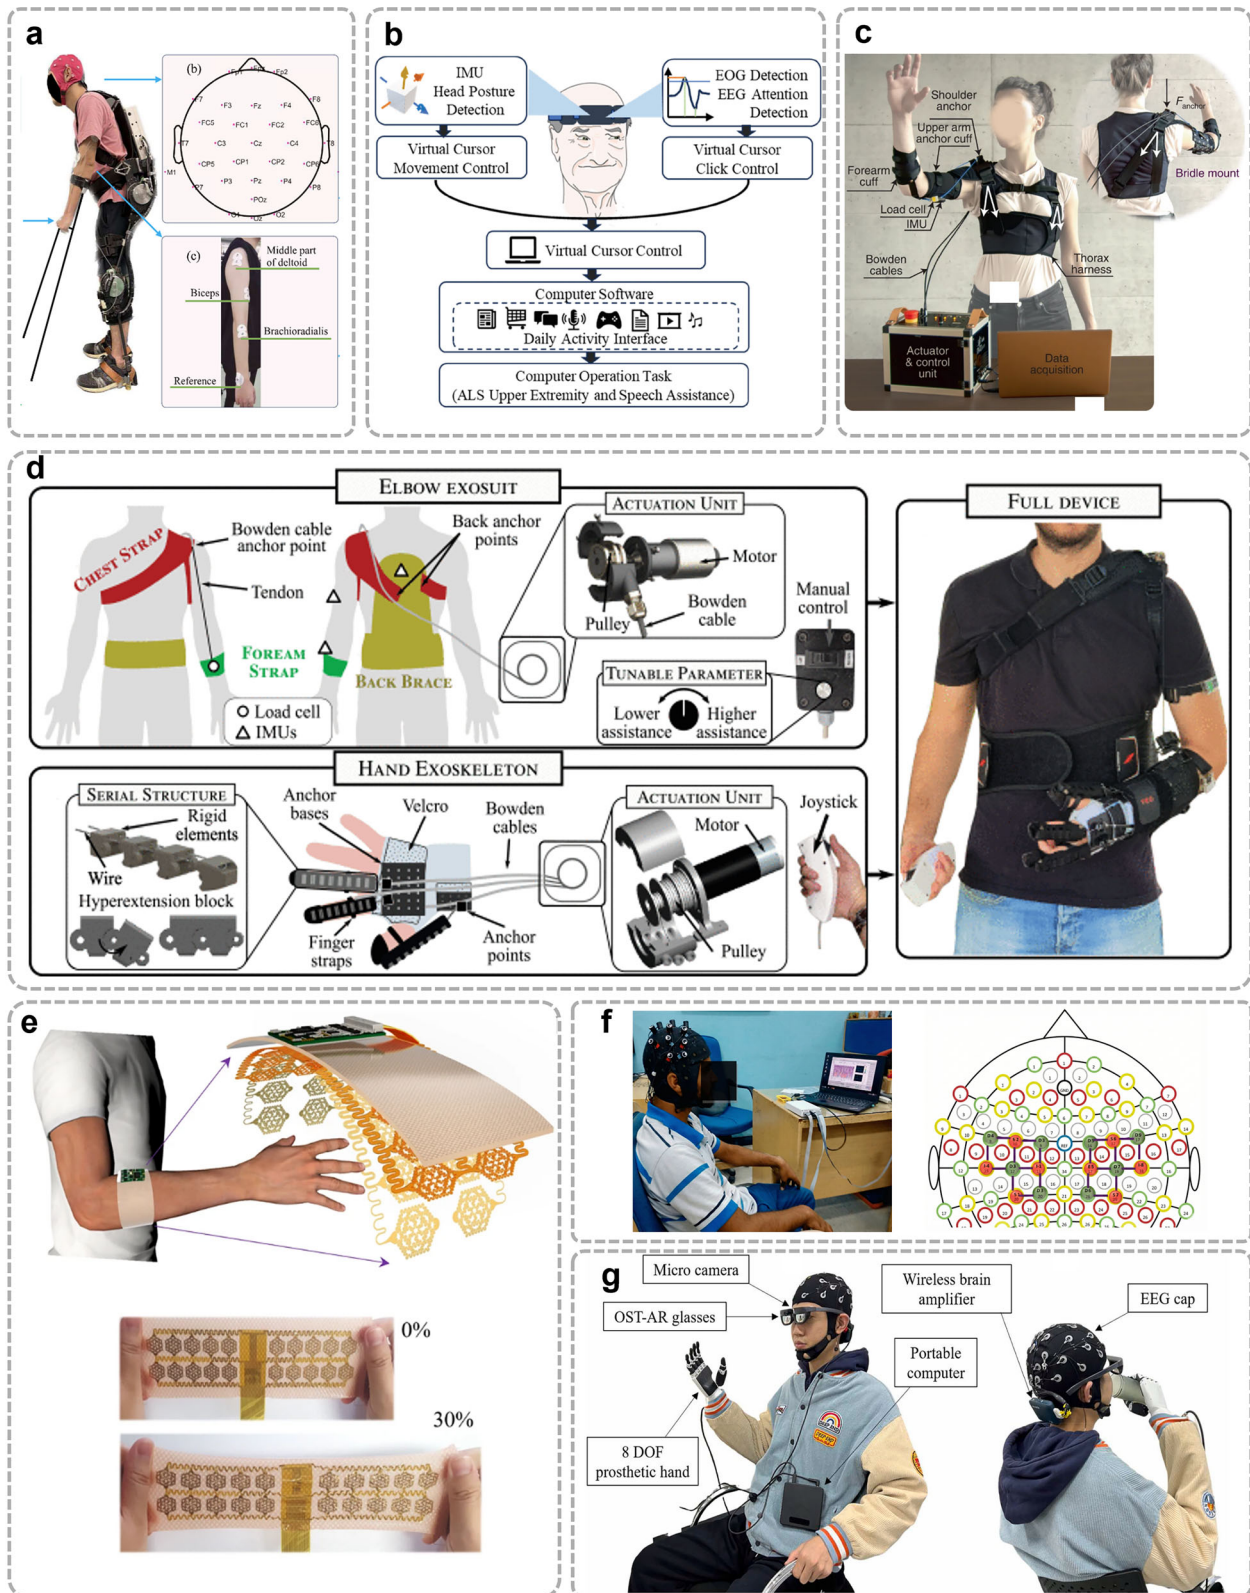 a
(b)
Fp1
Fp2
F7
F3
Fz
F4
F8
FC5
FC1
FC2
FC6
T7
C3
Cz
C4
T8
CP5
CP1
CP2
CP6
M1
P7
P3
Pz
P4
P8
POz
O1
Oz
O2
(c)
Middle part
of deltoid
Biceps
Brachioradialis
Reference
b
IMU
Head Posture
Detection
EOG Detection
EEG Attention
Detection
Virtual Cursor
Movement Control
Virtual Cursor
Click Control
Virtual Cursor Control
Computer Software
Daily Activity Interface
Computer Operation Task
(ALS Upper Extremity and Speech Assistance)
c
Shoulder
anchor
Upper arm
anchor cuff
Forearm
cuff
Load cell
IMU
Bowden
cables
Thorax
harness
Fanchor
Bridle mount
Actuator
& control
unit
Data
acquisition
d
ELBOW EXOSUIT
CHEST STRAP
Bowden cable
anchor point
Tendon
FOREAM
STRAP
Load cell
IMUs
Back anchor
points
BACK BRACE
ACTUATION UNIT
Motor
Pulley
Bowden
cable
Manual
control
TUNABLE PARAMETER
Lower
assistance
Higher
assistance
FULL DEVICE
HAND EXOSKELETON
SERIAL STRUCTURE
Rigid
elements
Wire
Hyperextension block
Anchor
bases
Velcro
Bowden
cables
Finger
straps
Anchor
points
ACTUATION UNIT
Motor
Pulley
Joystick
e
0%
30%
f
g
Micro camera
OST-AR glasses
Wireless brain
amplifier
EEG cap
Portable
computer
8 DOF
prosthetic hand